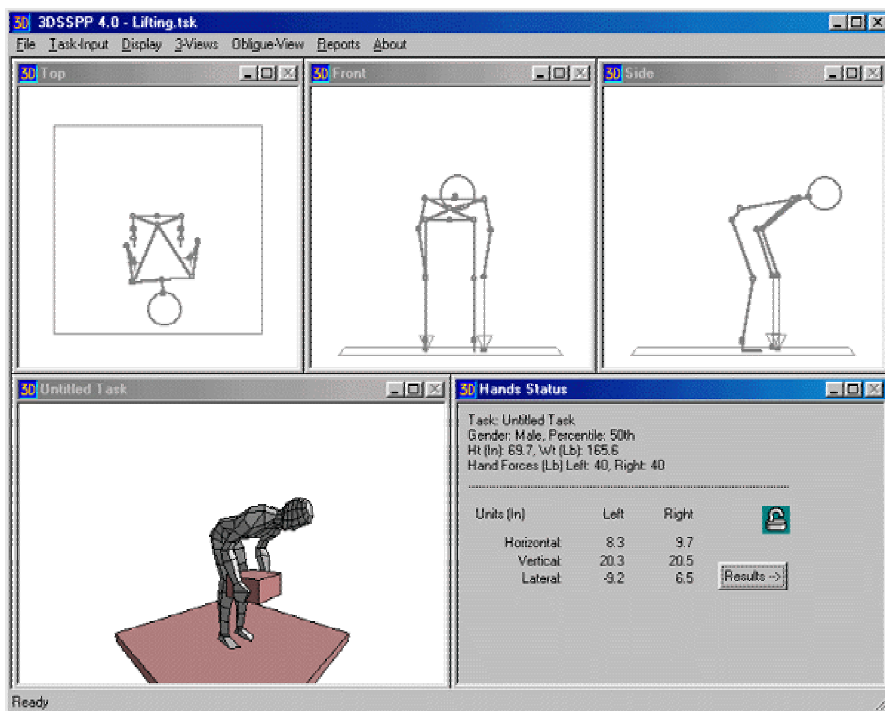 3D 3DSSPP 4.0 - Lifting.tsk
File Task-Input Display 3-Views Obligue-View Reports About
3D Top
3D Front
3D Side
3D Untitled Task
3D Hands Status
Task: Untitled Task
Gender: Male, Percentile: 50th
Ht (In): 69.7, Wt (Lb): 165.6
Hand Forces (Lb) Left: 40, Right: 40
Units (In) Left Right
Horizontal: 8.3 9.7
Vertical: 20.3 20.5
Lateral: -9.2 6.5
Results -->
Ready